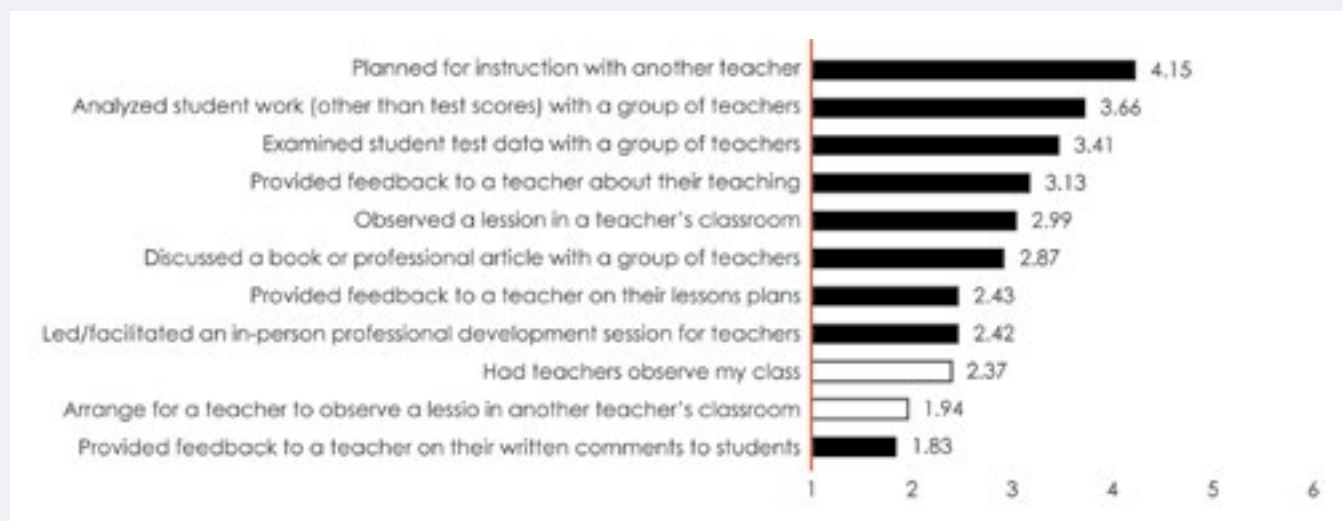 Planned for instruction with another teacher 4.15
Analyzed student work (other than test scores) with a group of teachers 3.66
Examined student test data with a group of teachers 3.41
Provided feedback to a teacher about their teaching 3.13
Observed a lession in a teacher's classroom 2.99
Discussed a book or professional article with a group of teachers 2.87
Provided feedback to a teacher on their lessons plans 2.43
Led/facilitated an in-person professional development session for teachers 2.42
Had teachers observe my class 2.37
Arrange for a teacher to observe a lessio in another teacher's classroom 1.94
Provided feedback to a teacher on their written comments to students 1.83
1 2 3 4 5 6